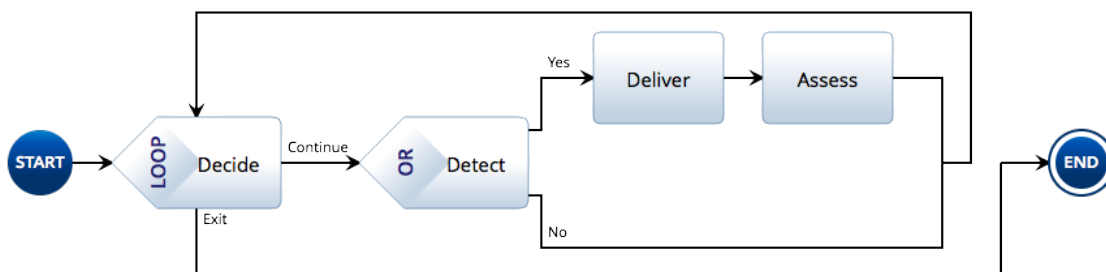 Yes
Deliver
Assess
START
LOOP
Decide
Continue
OR
Detect
END
Exit
No